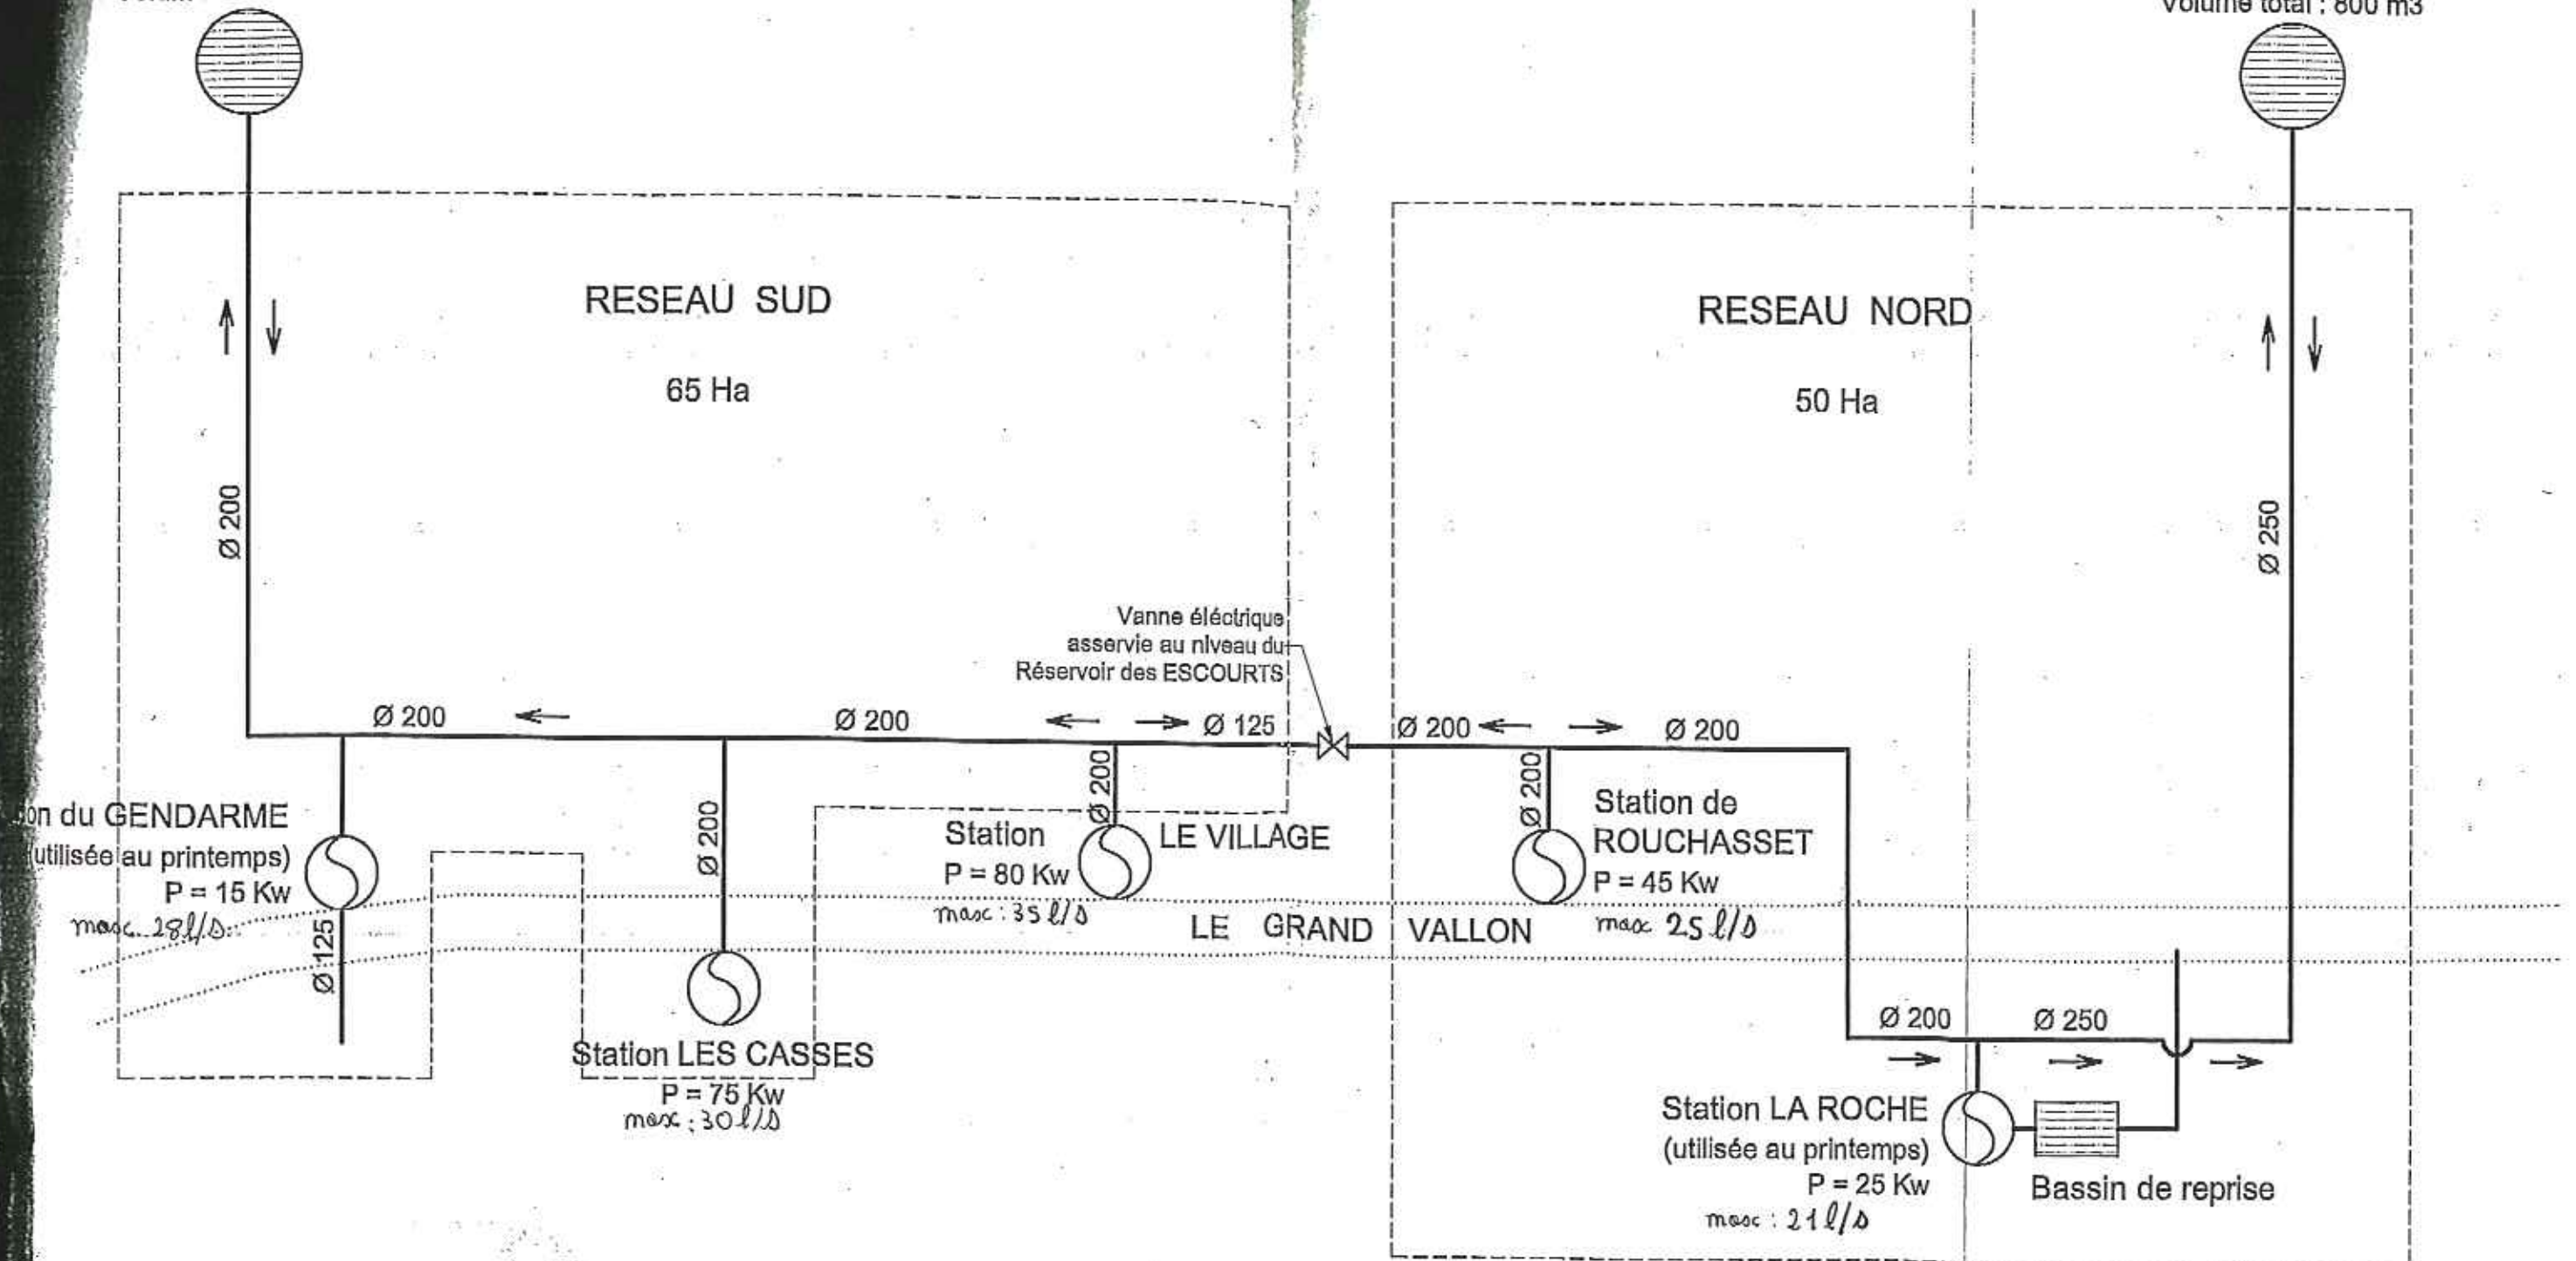 Volume total : 800 m3
RESEAU SUD
65 Ha
RESEAU NORD
50 Ha
Ø 200
Ø 250
Vanne éléctrique
asservie au niveau du
Réservoir des ESCOURTS
Ø 200
Ø 200
Ø 125
Ø 200
Ø 200
Ø 200
Ø 200
Ø 200
on du GENDARME
(utilisée au printemps)
P = 15 Kw
max 28 l/s
Ø 125
Station
P = 80 Kw
max : 35 l/s
LE VILLAGE
Station de
ROUCHASSET
P = 45 Kw
max 25 l/s
LE GRAND VALLON
Station LES CASSES
P = 75 Kw
max : 30 l/s
Ø 200
Ø 250
Station LA ROCHE
(utilisée au printemps)
P = 25 Kw
max : 21 l/s
Bassin de reprise